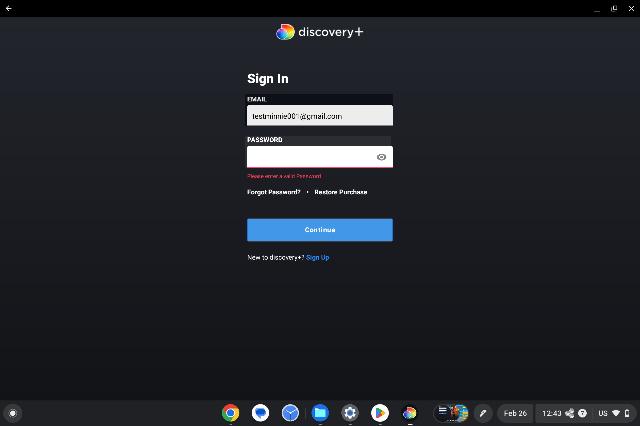 discovery+
Sign In
EMAIL
testminnie001@gmail.com
PASSWORD
Please enter a valid Password
Forgot Password? • Restore Purchase
Continue
New to discovery+? Sign Up
Feb 26 12:43 US